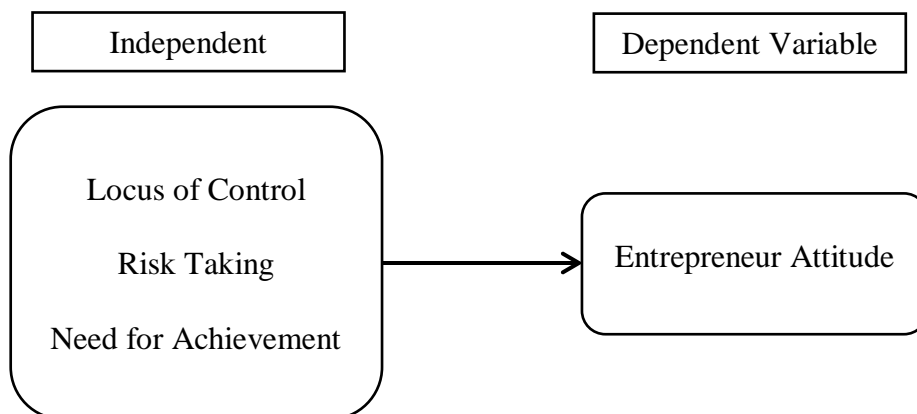 Independent
Dependent Variable
Locus of Control
Risk Taking
Need for Achievement
Entrepreneur Attitude